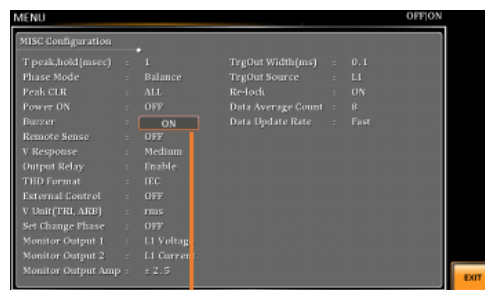 MENU OFF|ON
MISC Configuration
T peak,hold(msec) : 1
Phase Mode : Balance
Peak CLR : ALL
Power ON : OFF
Buzzer : ON
Remote Sense : OFF
V Response : Medium
Output Relay : Enable
THD Format : IEC
External Control : OFF
V Unit(TRI, ARB) : rms
Set Change Phase : OFF
Monitor Output 1 : L1 Voltage
Monitor Output 2 : L1 Current
Monitor Output Amp : ± 2.5
TrgOut Width(ms) : 0.1
TrgOut Source : L1
Re-lock : ON
Data Average Count : 8
Data Update Rate : Fast
EXIT